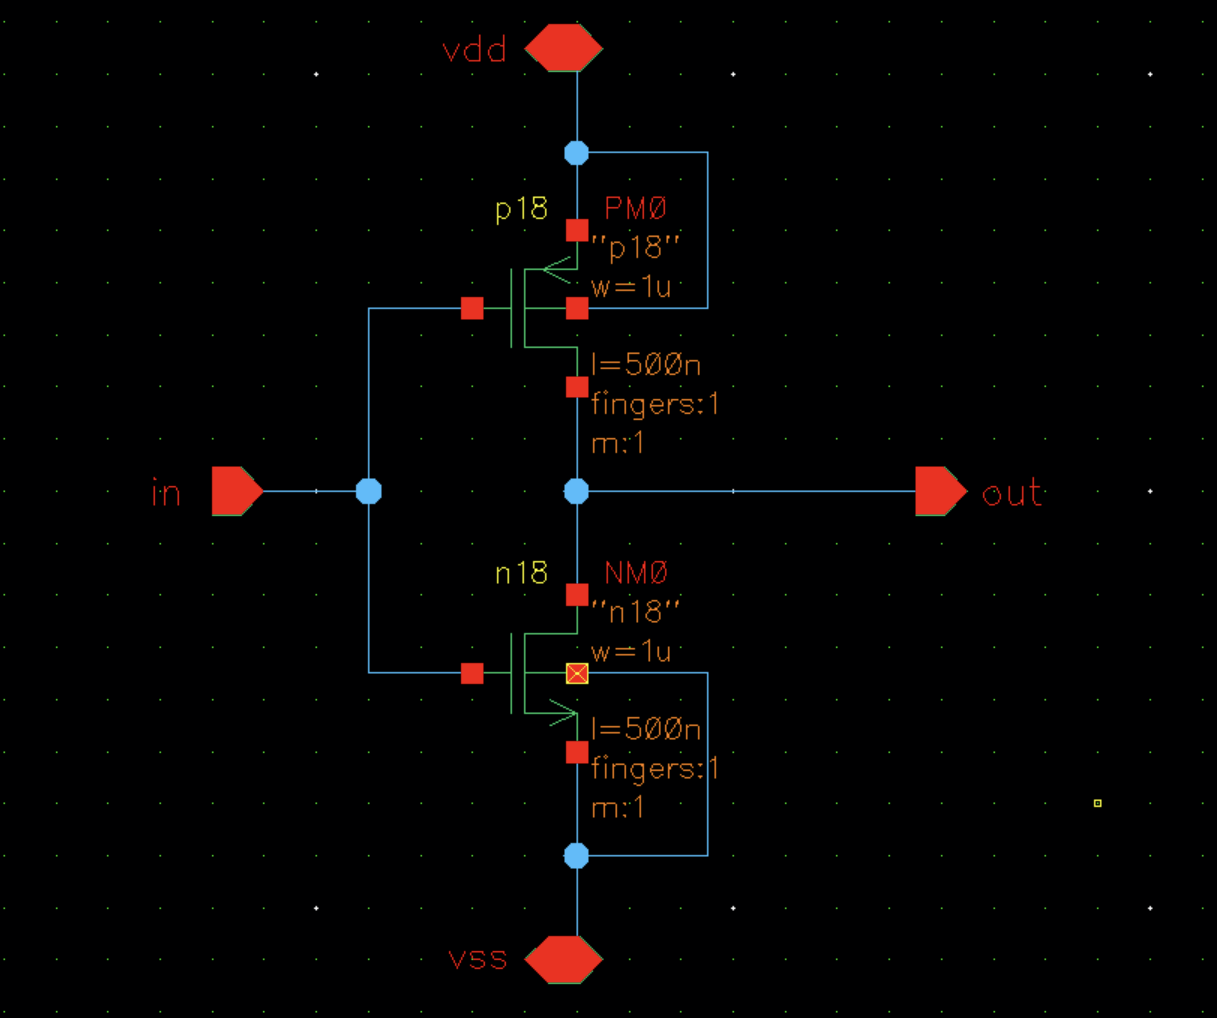 vdd
p18
PM0
"p18"
w=1u
l=500n
fingers:1
m:1
in
out
n18
NM0
"n18"
w=1u
l=500n
fingers:1
m:1
vss